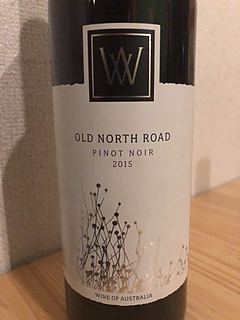 W
OLD NORTH ROAD
PINOT NOIR
2015
WINE OF AUSTRALIA